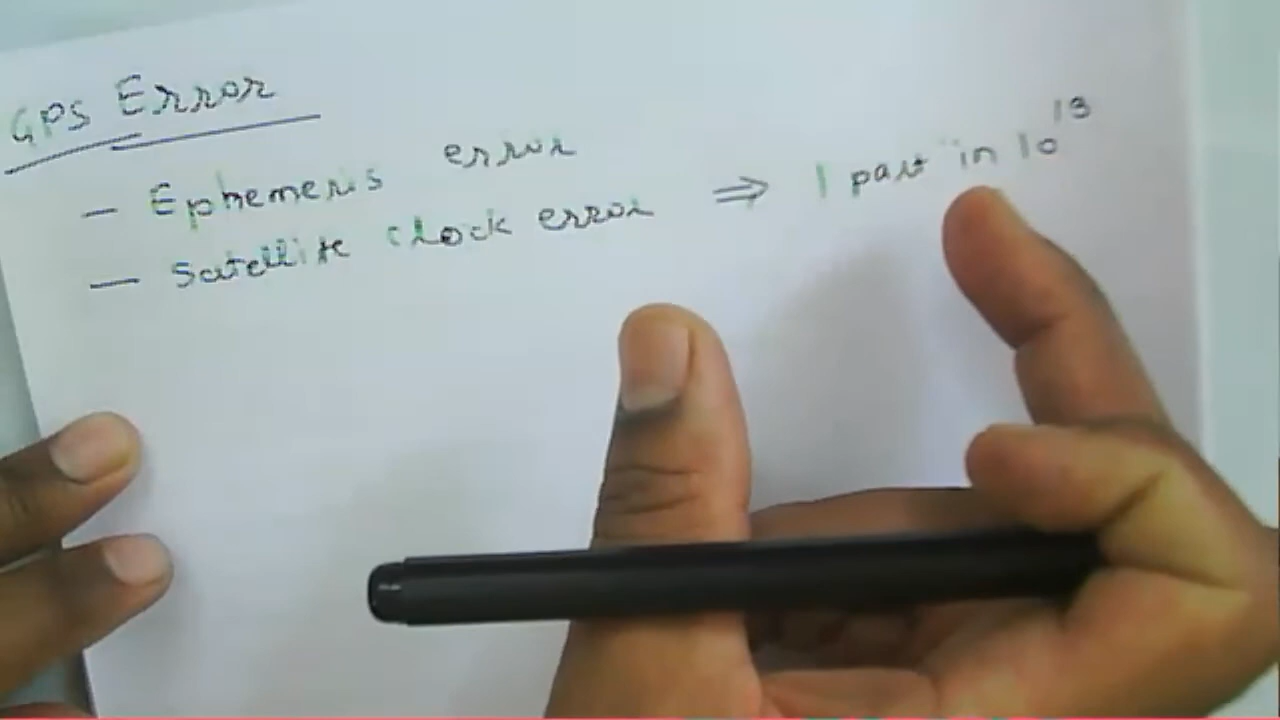 GPS Error
- Ephemeris error
- Satellite clock error ⇒ 1 part in 10^13